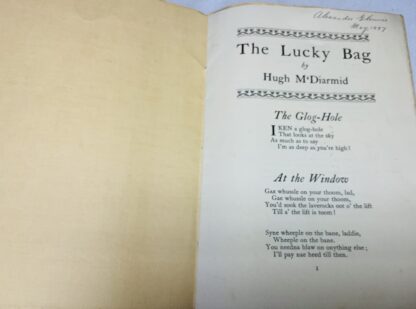 Alexander
May 1927
The Lucky Bag
by
Hugh MᶜDiarmid
The Glog-Hole
I KEN a glog-hole
That looks at the sky
As much as to say
I'm as deep as you're high!
At the Window
Gae whussle on your thoom, lad,
Gae whussle on your thoom,
You'd sook the laverocks oot o' the lift
Till a' the lift is toom!
Syne wheeple on the bane, laddie,
Wheeple on the bane.
You needna blaw on onything else;
I'll pay nae heed till then.
1